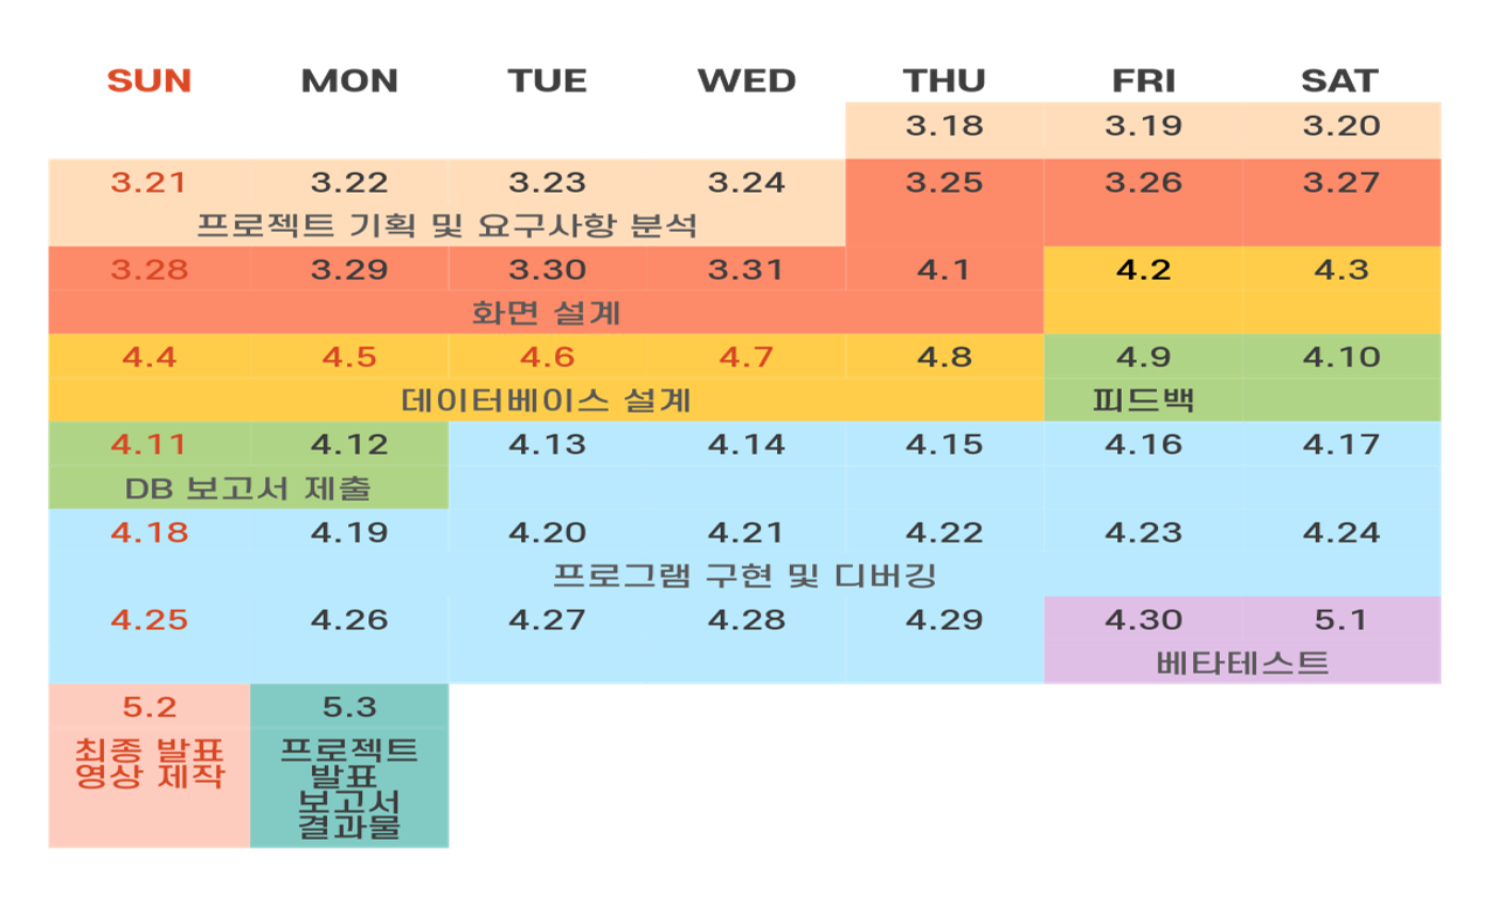 SUN MON TUE WED THU FRI SAT
3.18 3.19 3.20
3.21 3.22 3.23 3.24 3.25 3.26 3.27
프로젝트 기획 및 요구사항 분석
3.28 3.29 3.30 3.31 4.1 4.2 4.3
화면 설계
4.4 4.5 4.6 4.7 4.8 4.9 4.10
데이터베이스 설계 피드백
4.11 4.12 4.13 4.14 4.15 4.16 4.17
DB 보고서 제출
4.18 4.19 4.20 4.21 4.22 4.23 4.24
프로그램 구현 및 디버깅
4.25 4.26 4.27 4.28 4.29 4.30 5.1
베타테스트
5.2 5.3
최종 발표
영상 제작
프로젝트
발표
보고서
결과물